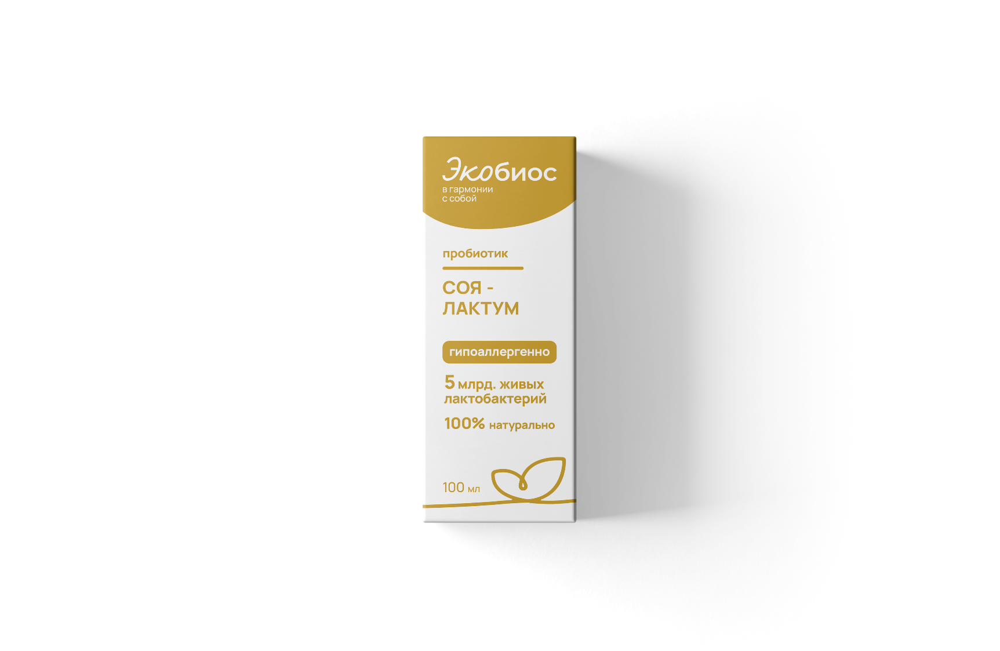 Экобиос
в гармонии
с собой
пробиотик
СОЯ -
ЛАКТУМ
гипоаллергенно
5 млрд. живых
лактобактерий
100% натурально
100 мл